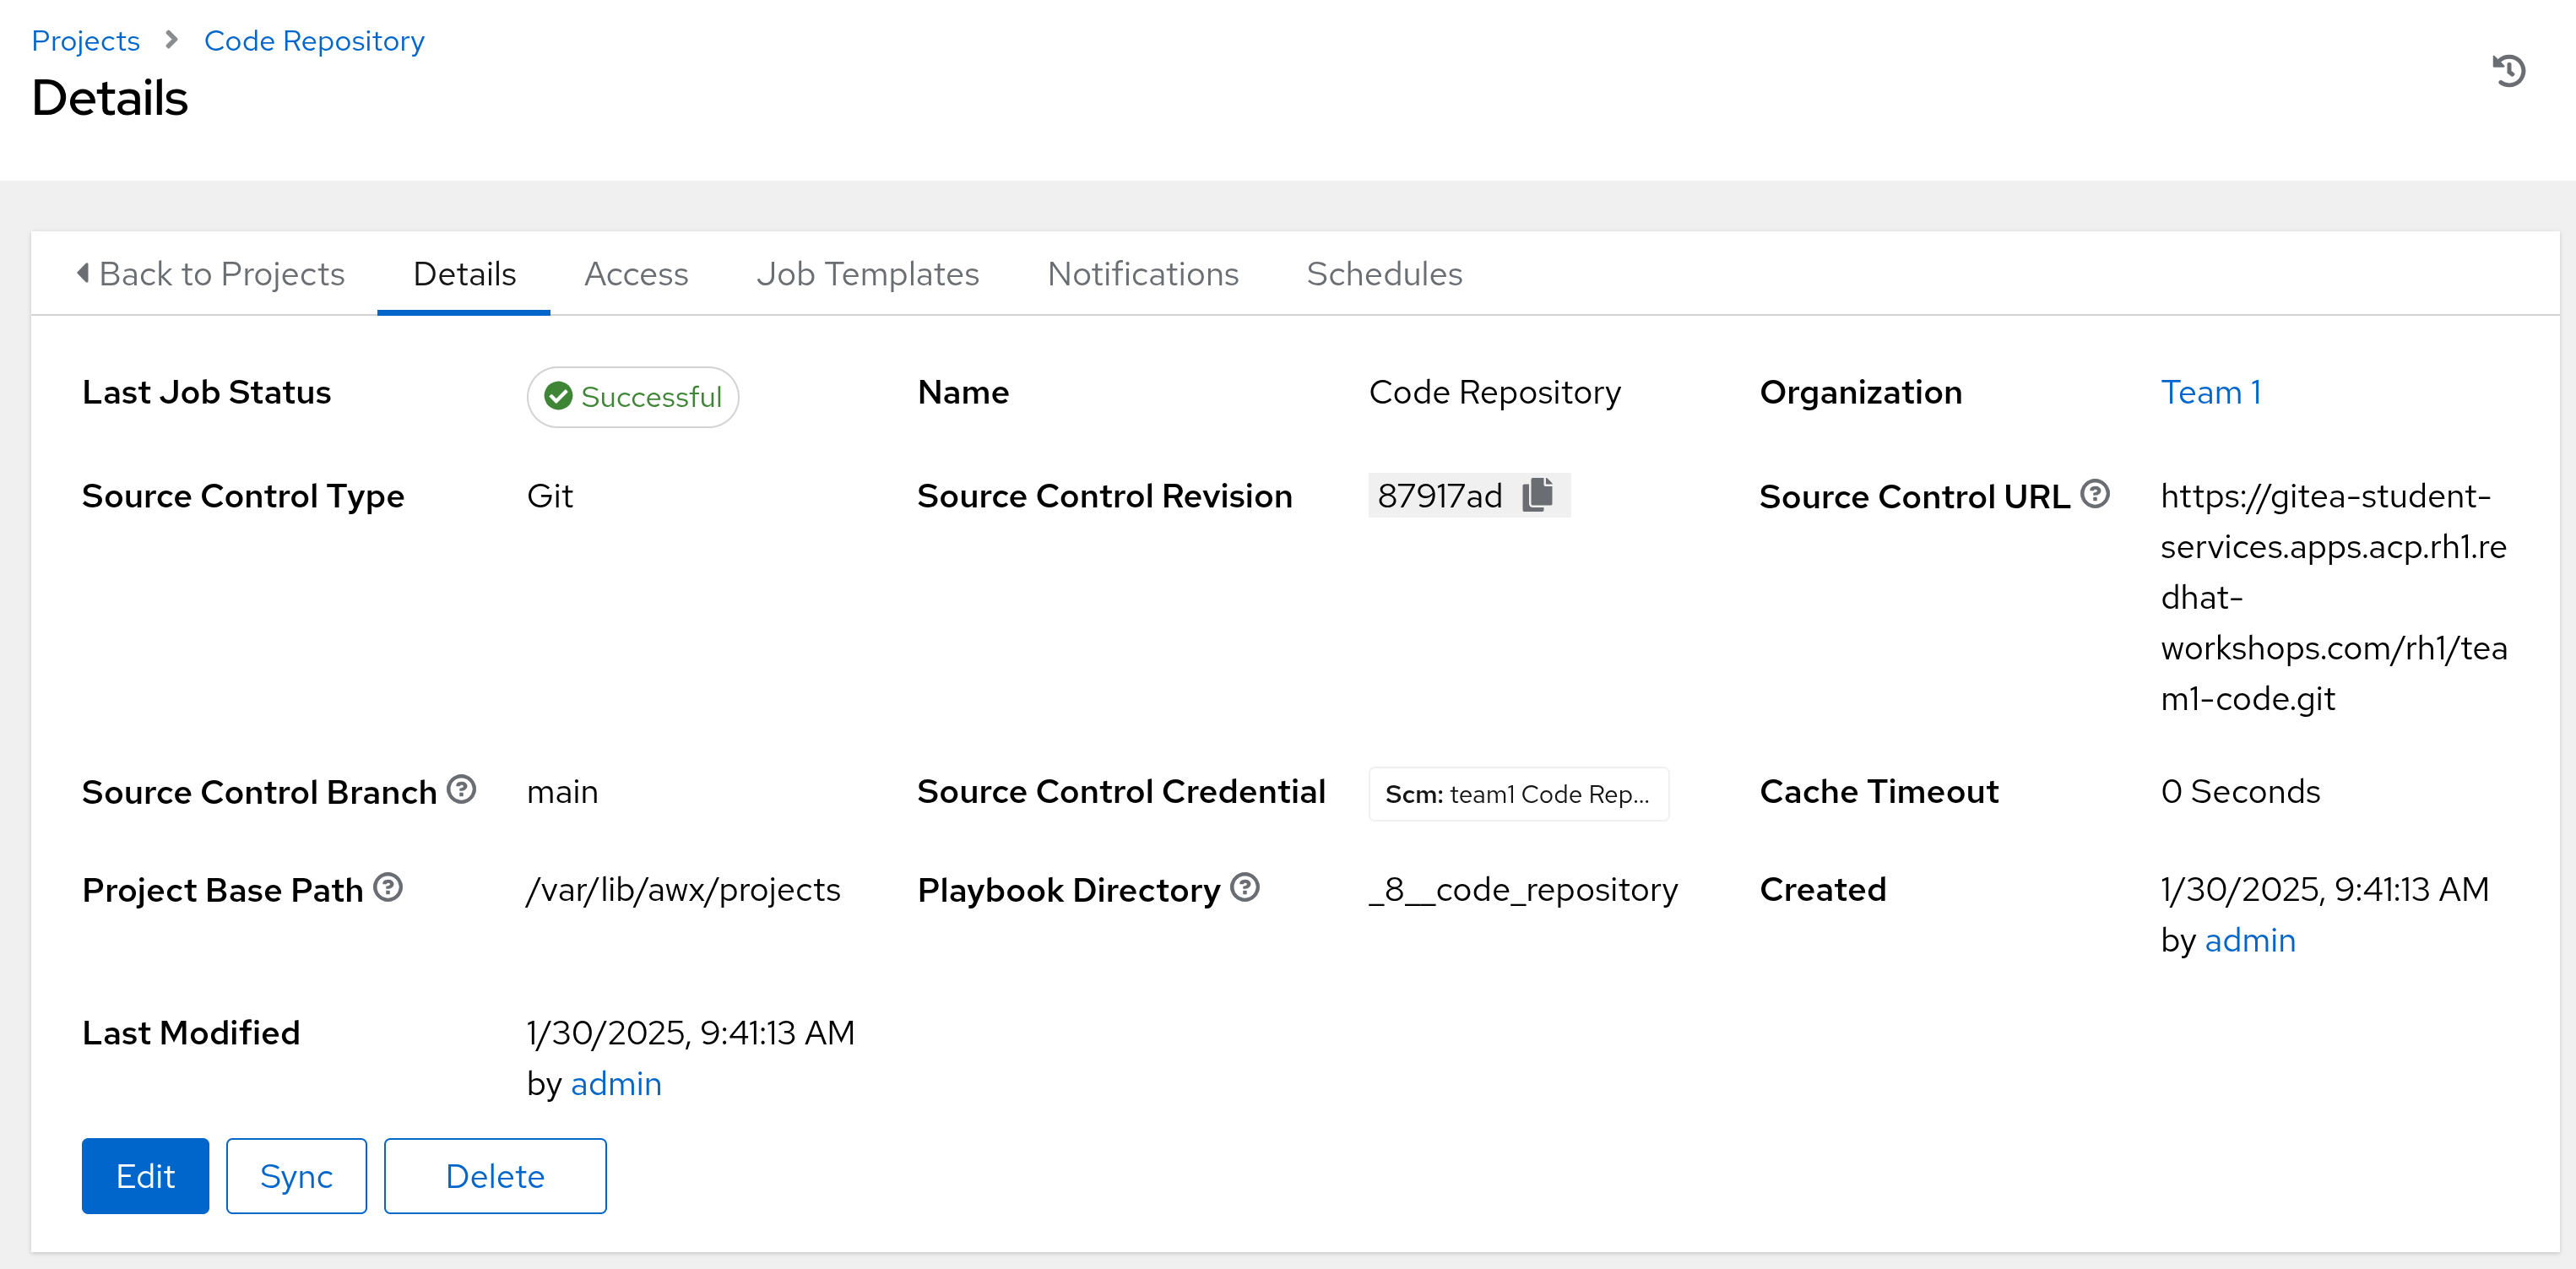 Projects Code Repository
Details
Back to Projects Details Access Job Templates Notifications Schedules
Last Job Status Successful Name Code Repository Organization Team 1
Source Control Type Git Source Control Revision 87917ad Source Control URL https://gitea-student-
services.apps.acp.rh1.re
dhat-
workshops.com/rh1/tea
m1-code.git
Source Control Branch main Source Control Credential Scm: team1 Code Rep... Cache Timeout 0 Seconds
Project Base Path /var/lib/awx/projects Playbook Directory _8__code_repository Created 1/30/2025, 9:41:13 AM
by admin
Last Modified 1/30/2025, 9:41:13 AM
by admin
Edit Sync Delete